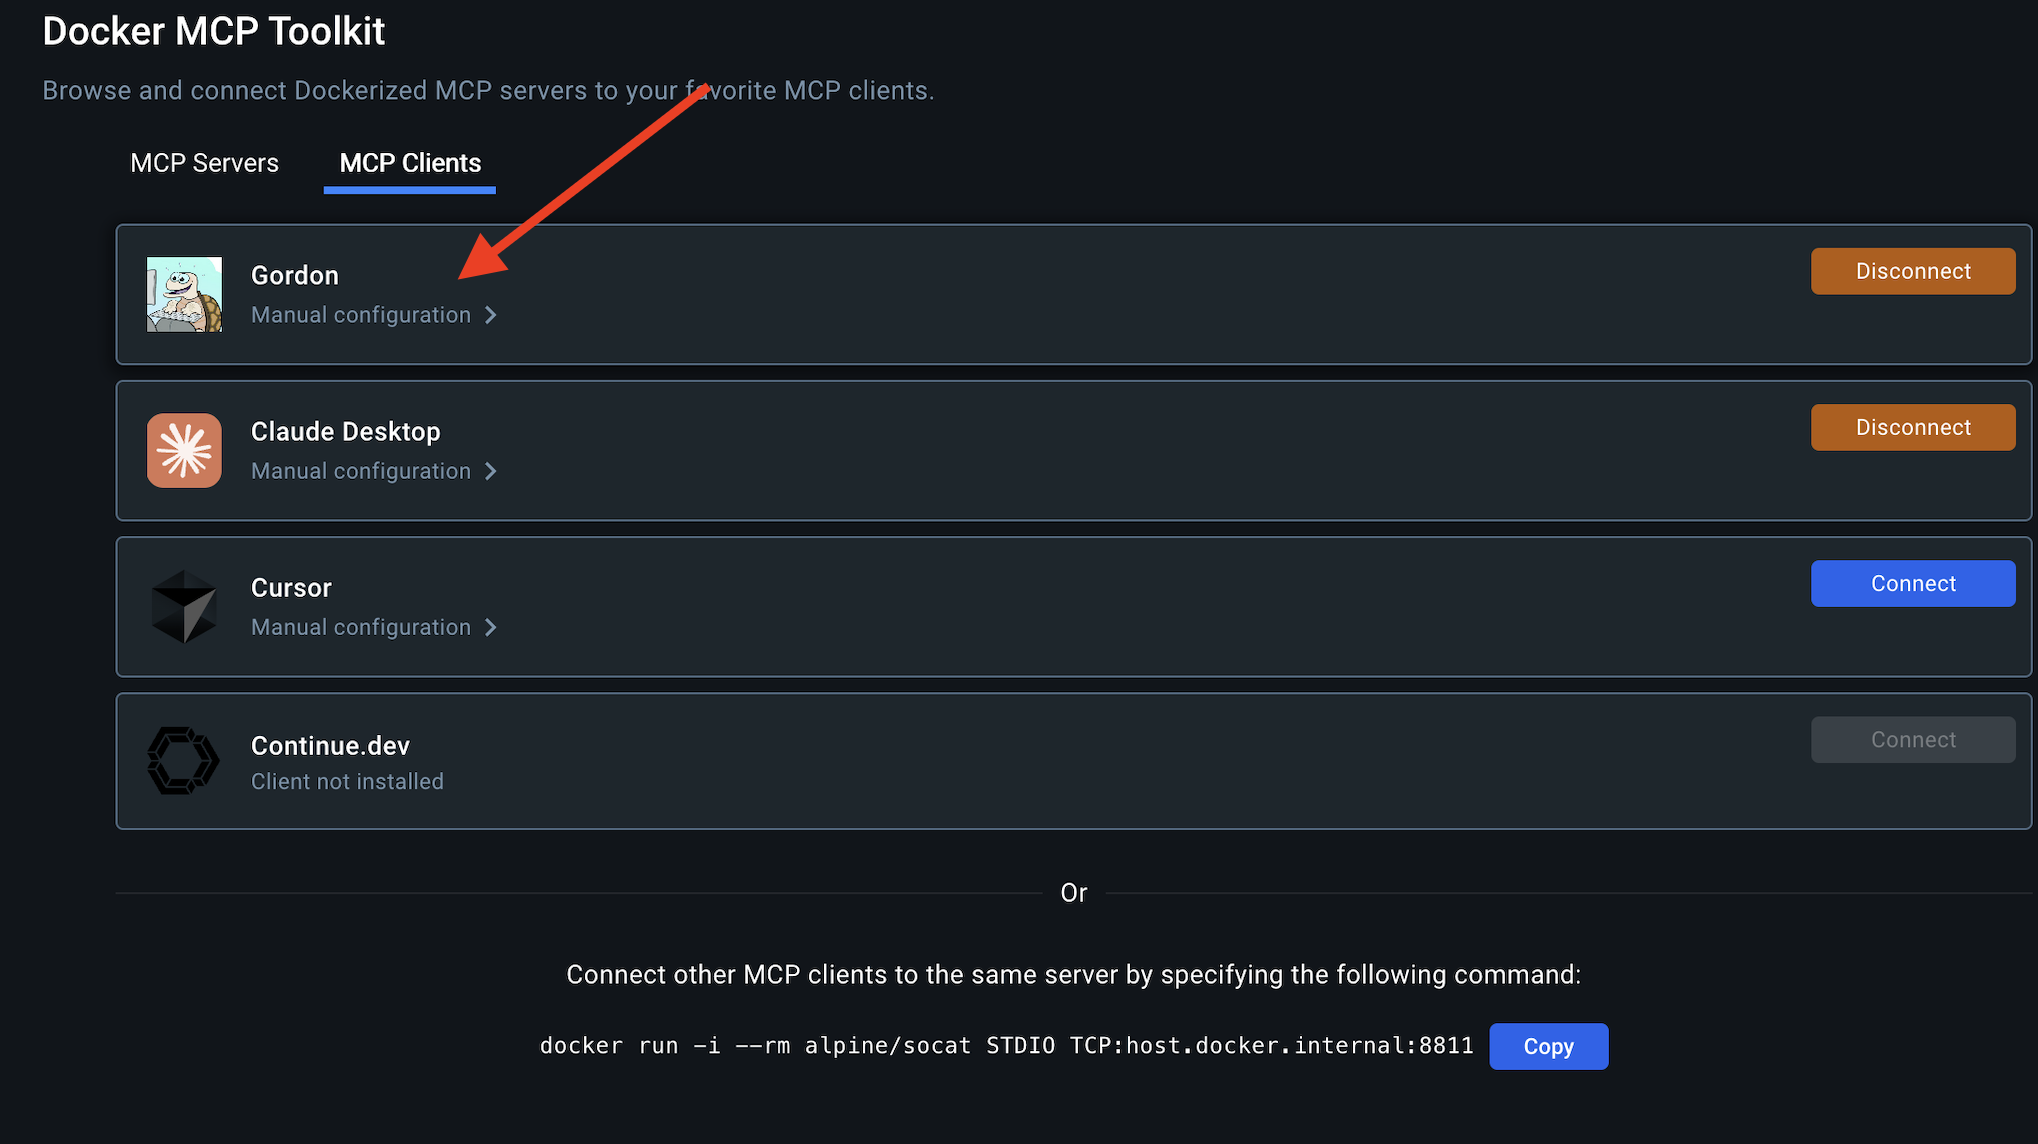 Docker MCP Toolkit
Browse and connect Dockerized MCP servers to your favorite MCP clients.
MCP Servers
MCP Clients
Gordon
Manual configuration
Disconnect
Claude Desktop
Manual configuration
Disconnect
Cursor
Manual configuration
Connect
Continue.dev
Client not installed
Connect
Or
Connect other MCP clients to the same server by specifying the following command:
docker run -i --rm alpine/socat STDIO TCP:host.docker.internal:8811
Copy